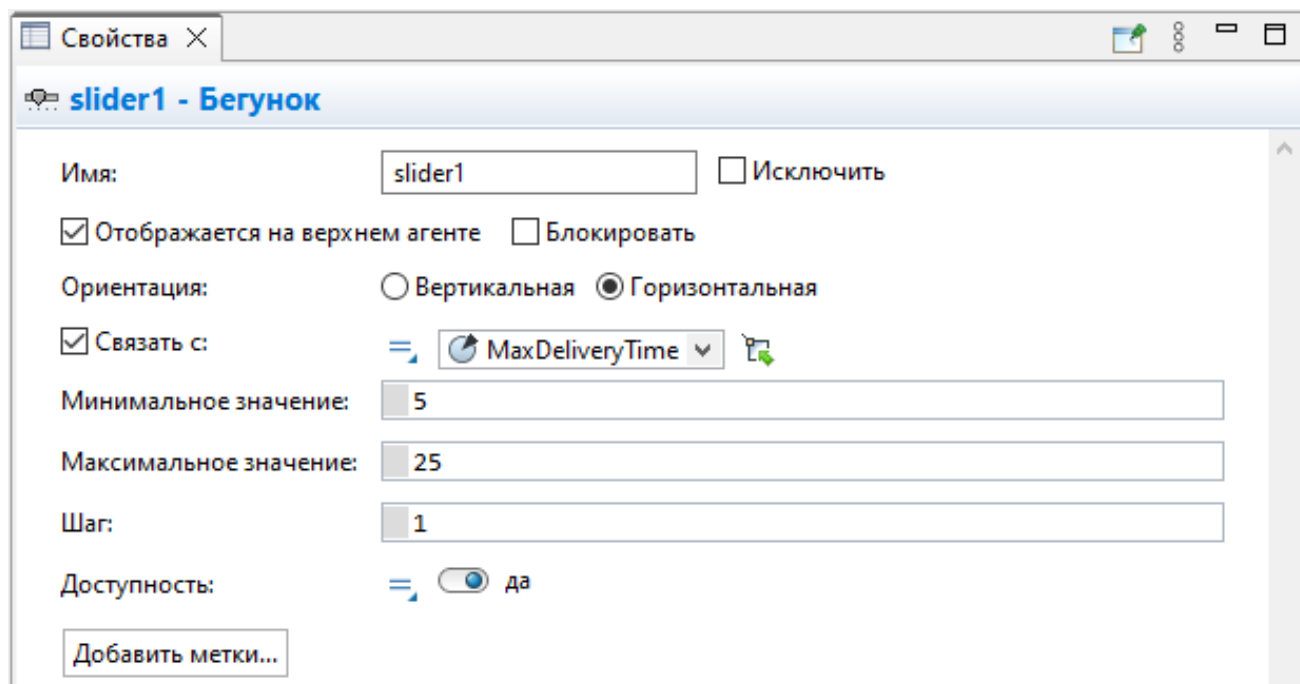 Свойства
slider1 - Бегунок
Имя: slider1 Исключить
Отображается на верхнем агенте Блокировать
Ориентация: Вертикальная Горизонтальная
Связать с: MaxDeliveryTime
Минимальное значение: 5
Максимальное значение: 25
Шаг: 1
Доступность: да
Добавить метки...